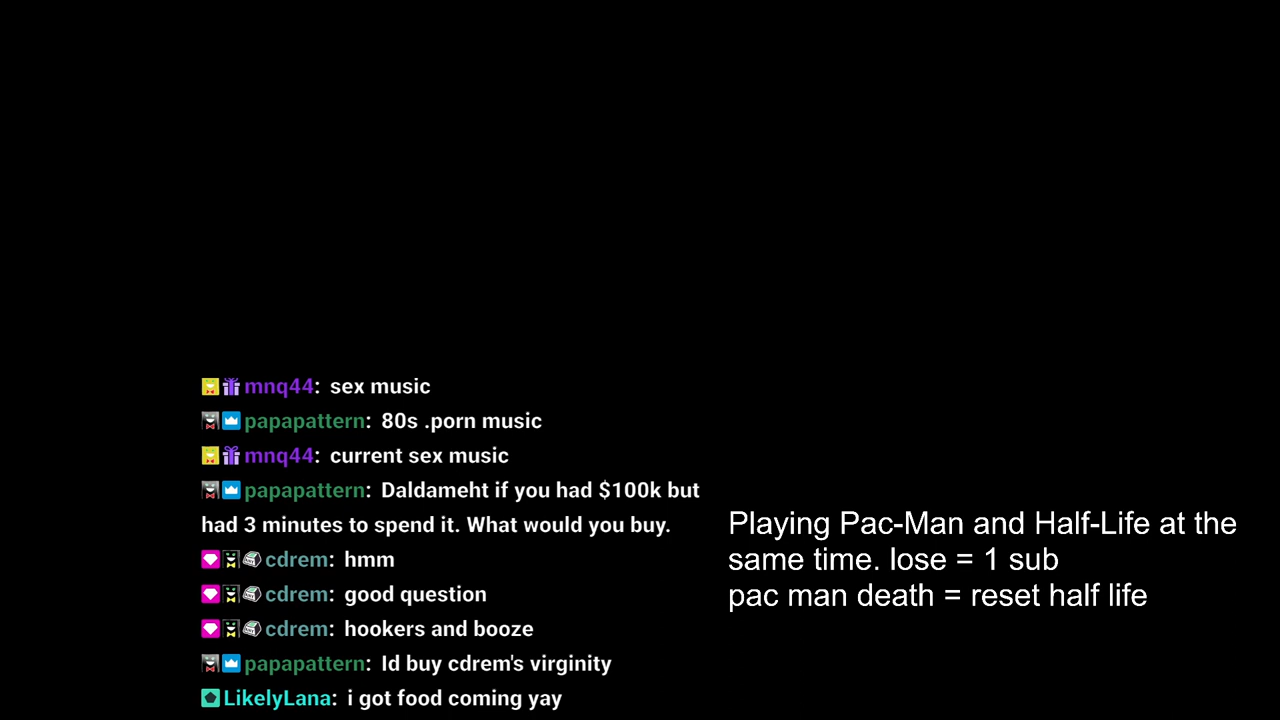 mnq44: sex music
papapattern: 80s .porn music
mnq44: current sex music
papapattern: Daldameht if you had $100k but
had 3 minutes to spend it. What would you buy.
cdrem: hmm
cdrem: good question
cdrem: hookers and booze
papapattern: Id buy cdrem's virginity
LikelyLana: i got food coming yay
Playing Pac-Man and Half-Life at the
same time. lose = 1 sub
pac man death = reset half life